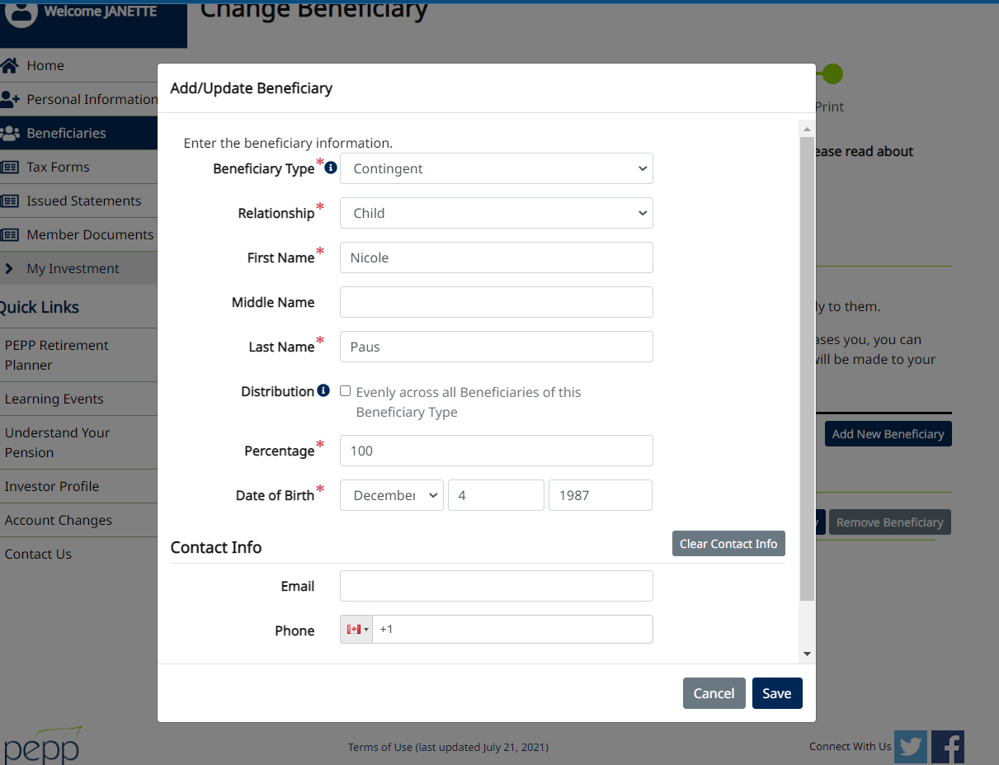 Welcome JANETTE
Change Beneficiary
Home
Personal Information
Beneficiaries
Tax Forms
Issued Statements
Member Documents
My Investment
Quick Links
PEPP Retirement
Planner
Learning Events
Understand Your
Pension
Investor Profile
Account Changes
Contact Us
Add/Update Beneficiary
Enter the beneficiary information.
Beneficiary Type* Contingent
Relationship* Child
First Name* Nicole
Middle Name
Last Name* Paus
Distribution Evenly across all Beneficiaries of this
Beneficiary Type
Percentage* 100
Date of Birth* December 4 1987
Contact Info Clear Contact Info
Email
Phone +1
Cancel Save
Print
ease read about
ly to them.
ases you, you can
will be made to your
Add New Beneficiary
y Remove Beneficiary
pepp
Terms of Use (last updated July 21, 2021)
Connect With Us